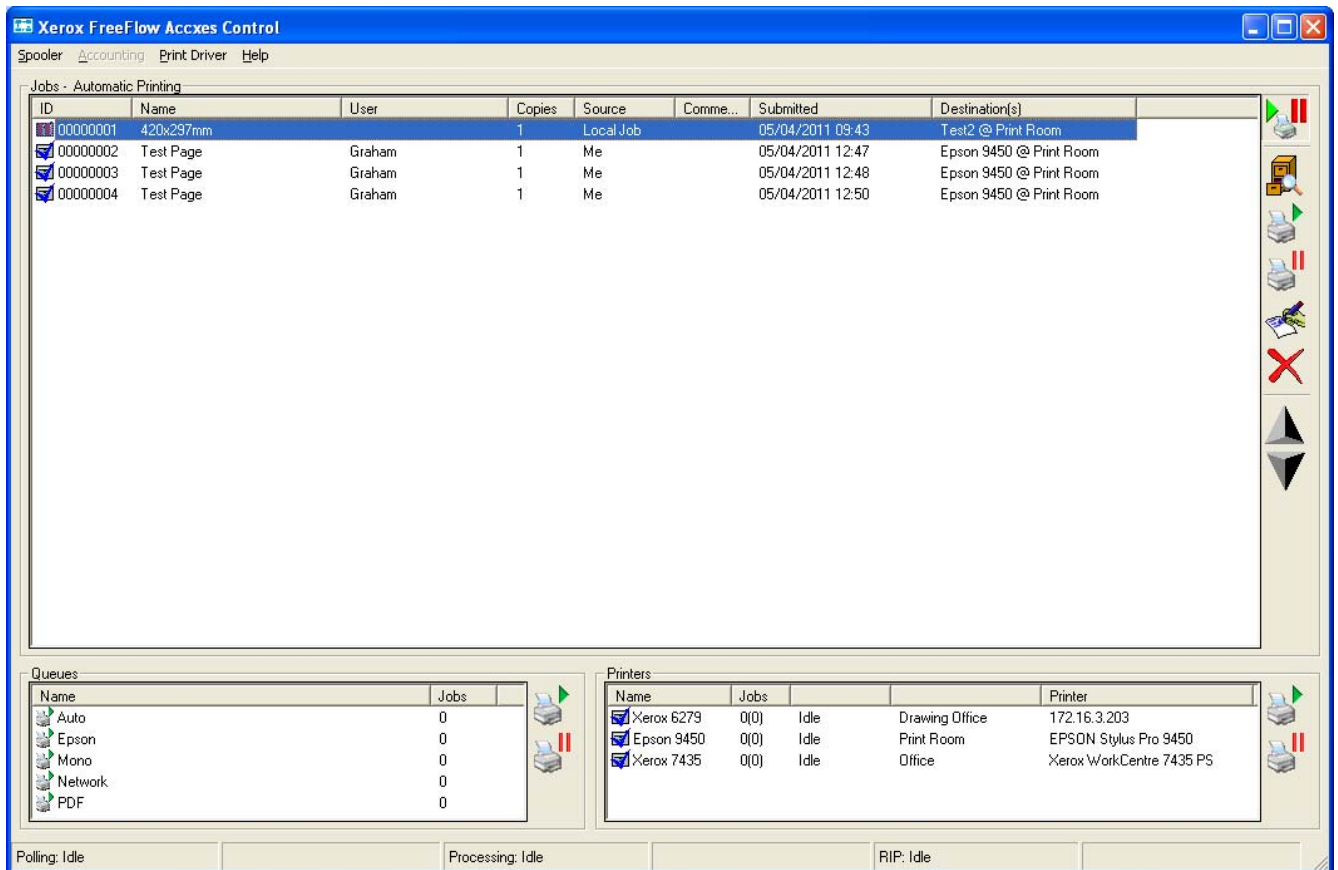 Xerox FreeFlow Accxes Control
Spooler Accounting Print Driver Help
Jobs - Automatic Printing
ID Name User Copies Source Comme... Submitted Destination(s)
00000001 420x297mm 1 Local Job 05/04/2011 09:43 Test2 @ Print Room
00000002 Test Page Graham 1 Me 05/04/2011 12:47 Epson 9450 @ Print Room
00000003 Test Page Graham 1 Me 05/04/2011 12:48 Epson 9450 @ Print Room
00000004 Test Page Graham 1 Me 05/04/2011 12:50 Epson 9450 @ Print Room
Queues
Name Jobs
Auto 0
Epson 0
Mono 0
Network 0
PDF 0
Printers
Name Jobs Printer
Xerox 6279 0(0) Idle Drawing Office 172.16.3.203
Epson 9450 0(0) Idle Print Room EPSON Stylus Pro 9450
Xerox 7435 0(0) Idle Office Xerox WorkCentre 7435 PS
Polling: Idle Processing: Idle RIP: Idle